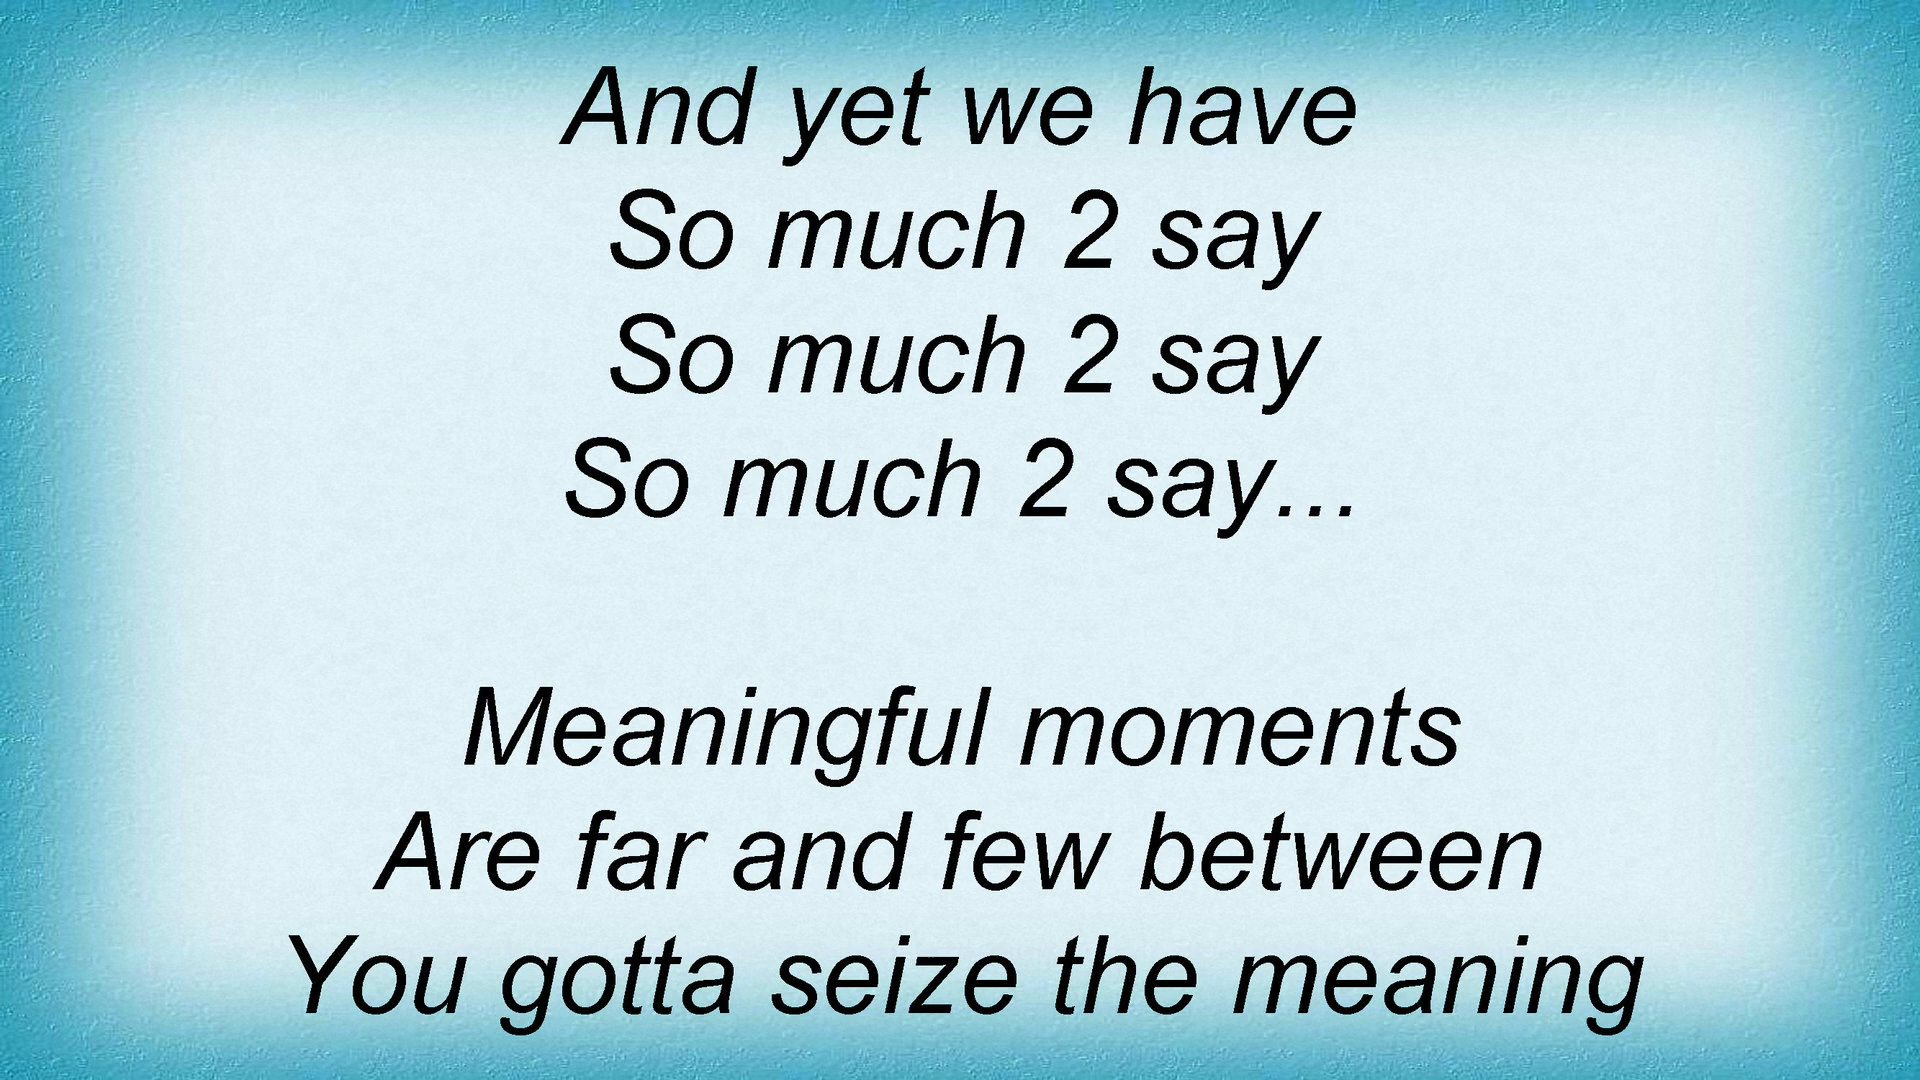 And yet we have
So much 2 say
So much 2 say
So much 2 say...
Meaningful moments
Are far and few between
You gotta seize the meaning